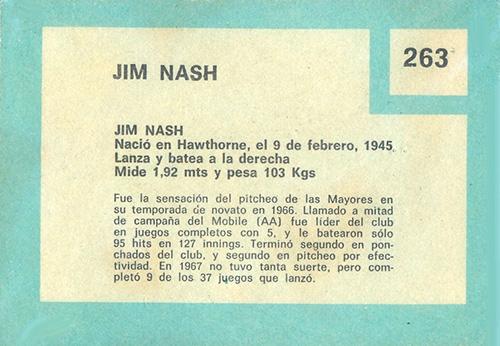 263
JIM NASH
JIM NASH
Nació en Hawthorne, el 9 de febrero, 1945.
Lanza y batea a la derecha
Mide 1,92 mts y pesa 103 Kgs
Fue la sensación del pitcheo de las Mayores en
su temporada de novato en 1966. Llamado a mitad
de campaña del Mobile (AA) fue líder del club
en juegos completos con 5, y le batearon sólo
95 hits en 127 innings. Terminó segundo en pon-
chados del club, y segundo en pitcheo por efec-
tividad. En 1967 no tuvo tanta suerte, pero com-
pletó 9 de los 37 juegos que lanzó.